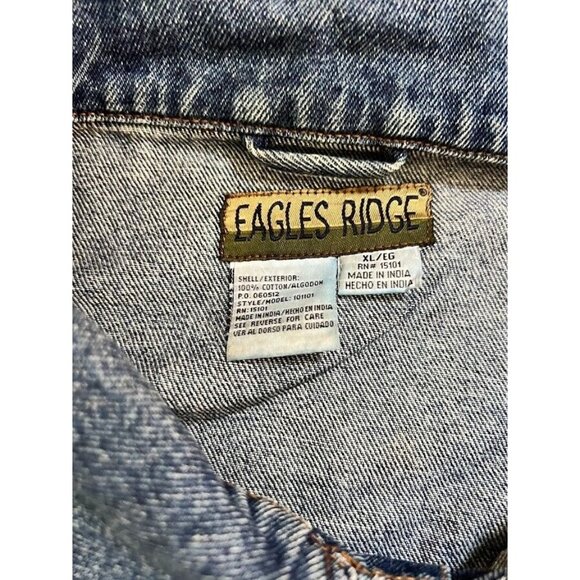 EAGLES RIDGE®
XL/EG
RN# 15101
MADE IN INDIA
HECHO EN INDIA
SHELL/EXTERIOR:
100% COTTON/ALGODON
P.O. 060512
STYLE/MODEL: 101101
RN: 15101
MADE IN INDIA/HECHO EN INDIA
SEE REVERSE FOR CARE
VER AL DORSO PARA CUIDADO